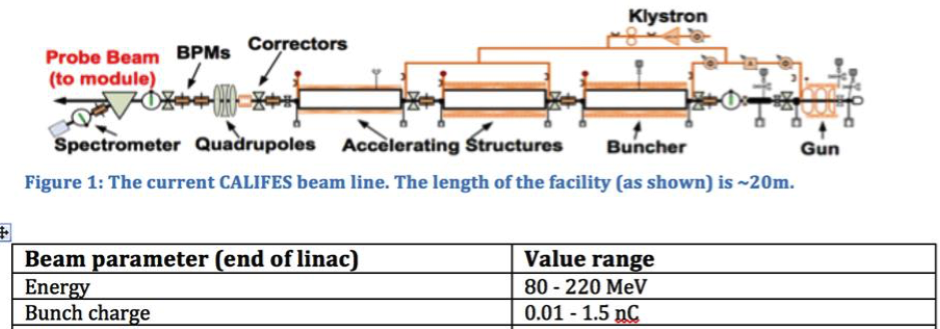 Klystron
Probe Beam
(to module)
BPMs
Correctors
Spectrometer
Quadrupoles
Accelerating Structures
Buncher
Gun
Figure 1: The current CALIFES beam line. The length of the facility (as shown) is ~20m.
Beam parameter (end of linac) Value range
Energy 80 - 220 MeV
Bunch charge 0.01 - 1.5 nC